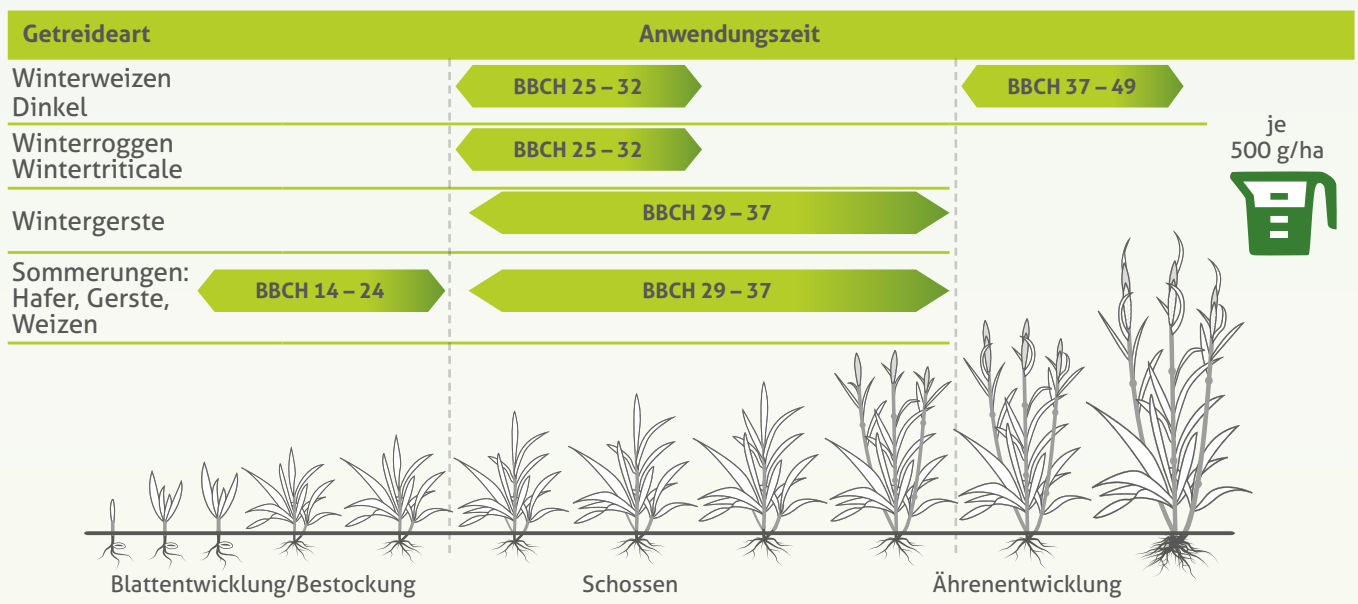 Getreideart Anwendungszeit
Winterweizen
Dinkel
BBCH 25 – 32 BBCH 37 – 49
Winterroggen
Wintertriticale
BBCH 25 – 32
je
500 g/ha
Wintergerste
BBCH 29 – 37
Sommerungen:
Hafer, Gerste,
Weizen
BBCH 14 – 24 BBCH 29 – 37
Blattentwicklung/Bestockung Schossen Ährenentwicklung